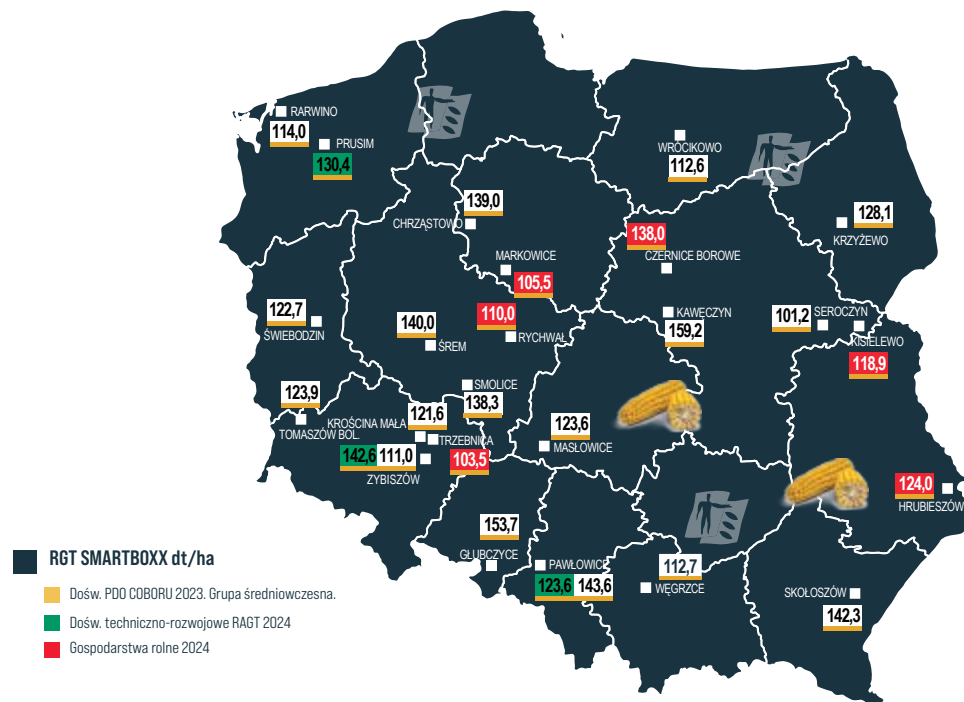 RARWINO
114,0
PRUSIM
130,4
WRÓCIKOWO
112,6
139,0
CHRZĄSTOWO
128,1
KRZYŻEWO
138,0
CZERNICE BOROWE
MARKOWICE
105,5
122,7
ŚWIEBODZIN
140,0
ŚREM
110,0
RYCHWAŁ
KAWĘCZYN
159,2
101,2
SEROCZYN
KISIELEWO
118,9
SMOLICE
138,3
123,9
TOMASZÓW BOL.
KROŚCINA MAŁA
121,6
TRZEBNICA
103,5
142,6 111,0
ZYBISZÓW
123,6
MASŁOWICE
124,0
HRUBIESZÓW
153,7
GŁUBCZYCE
PAWŁOWICE
123,6 143,6
112,7
WĘGRZCE
SKOŁOSZÓW
142,3
RGT SMARTBOXX dt/ha
Dośw. PDO COBORU 2023. Grupa średniowczesna.
Dośw. techniczno-rozwojowe RAGT 2024
Gospodarstwa rolne 2024